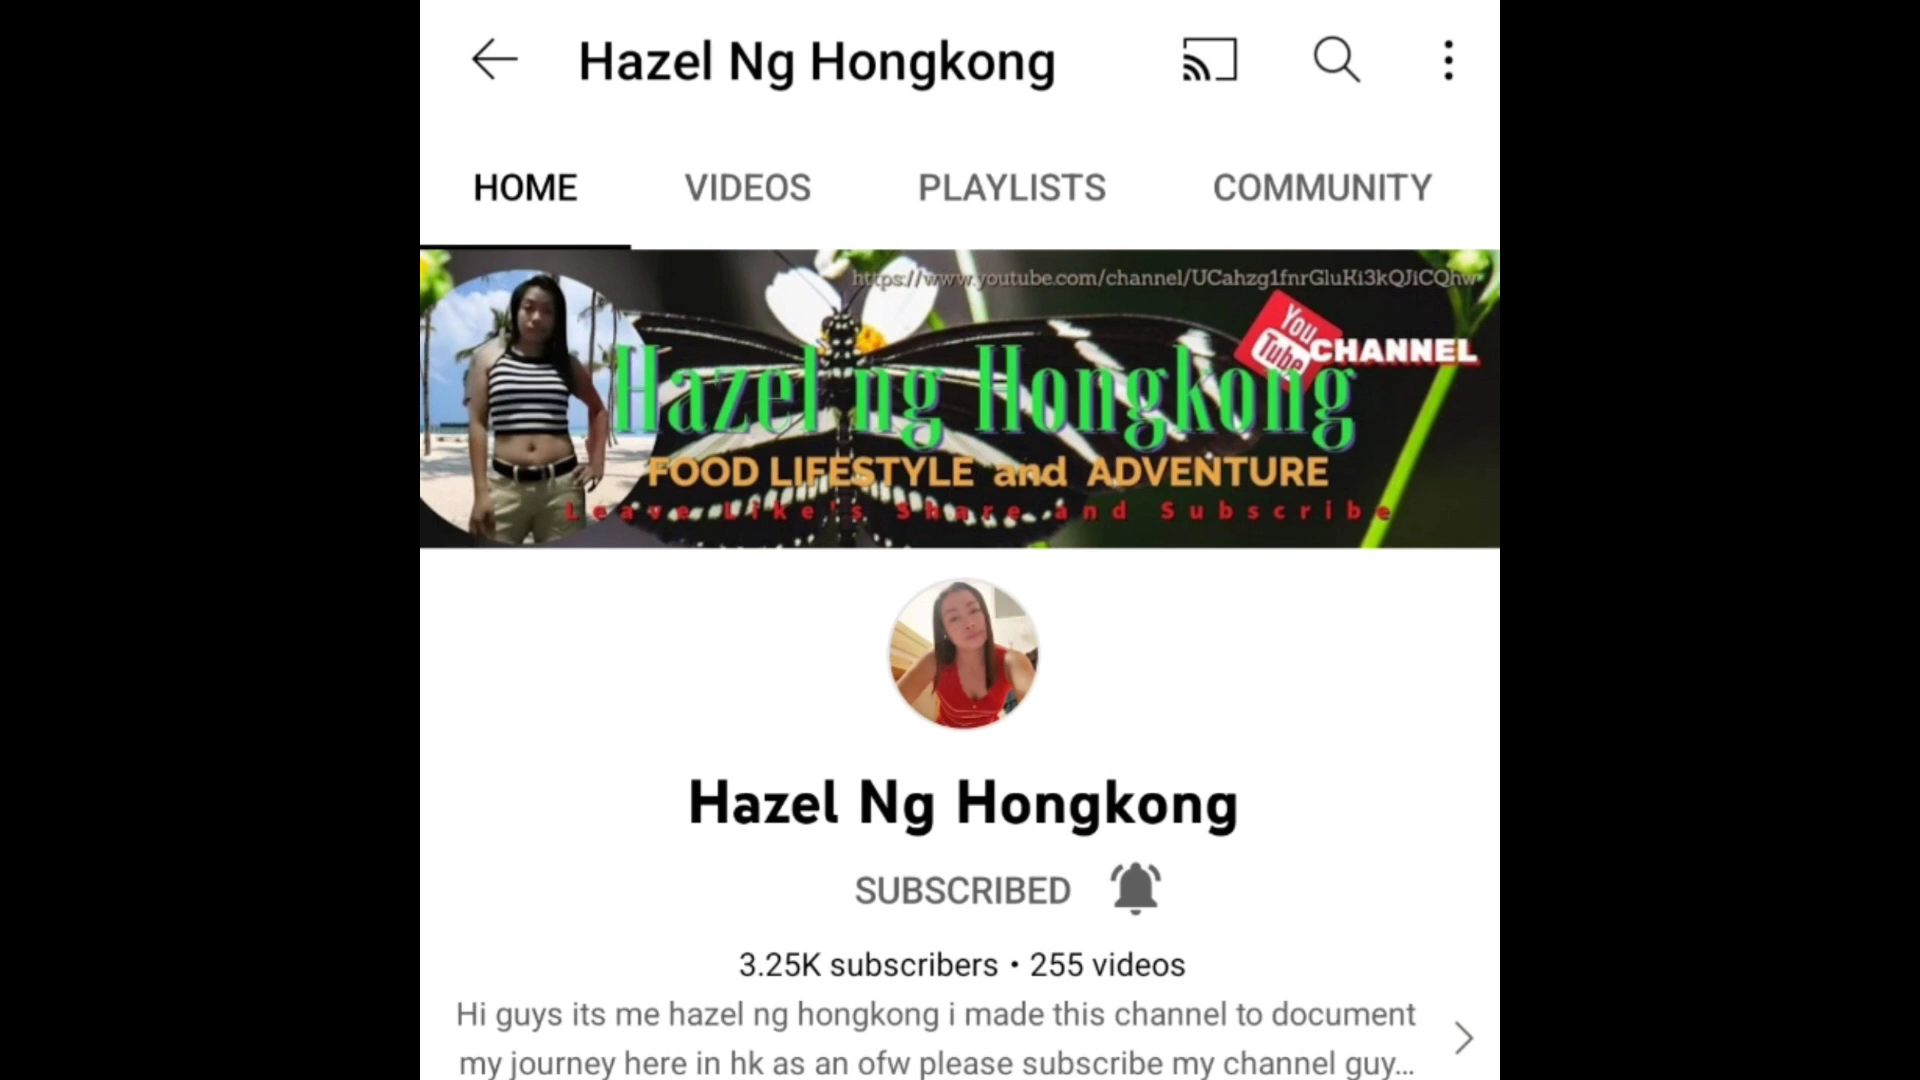 Hazel Ng Hongkong
HOME VIDEOS PLAYLISTS COMMUNITY
https://www.youtube.com/channel/UCahzg1fnrGluKi3kQJiCQhw
You
Tube CHANNEL
Hazel ng Hongkong
FOOD LIFESTYLE and ADVENTURE
Leave Like's Share and Subscribe
Hazel Ng Hongkong
SUBSCRIBED
3.25K subscribers • 255 videos
Hi guys its me hazel ng hongkong i made this channel to document
my journey here in hk as an ofw please subscribe my channel guy...